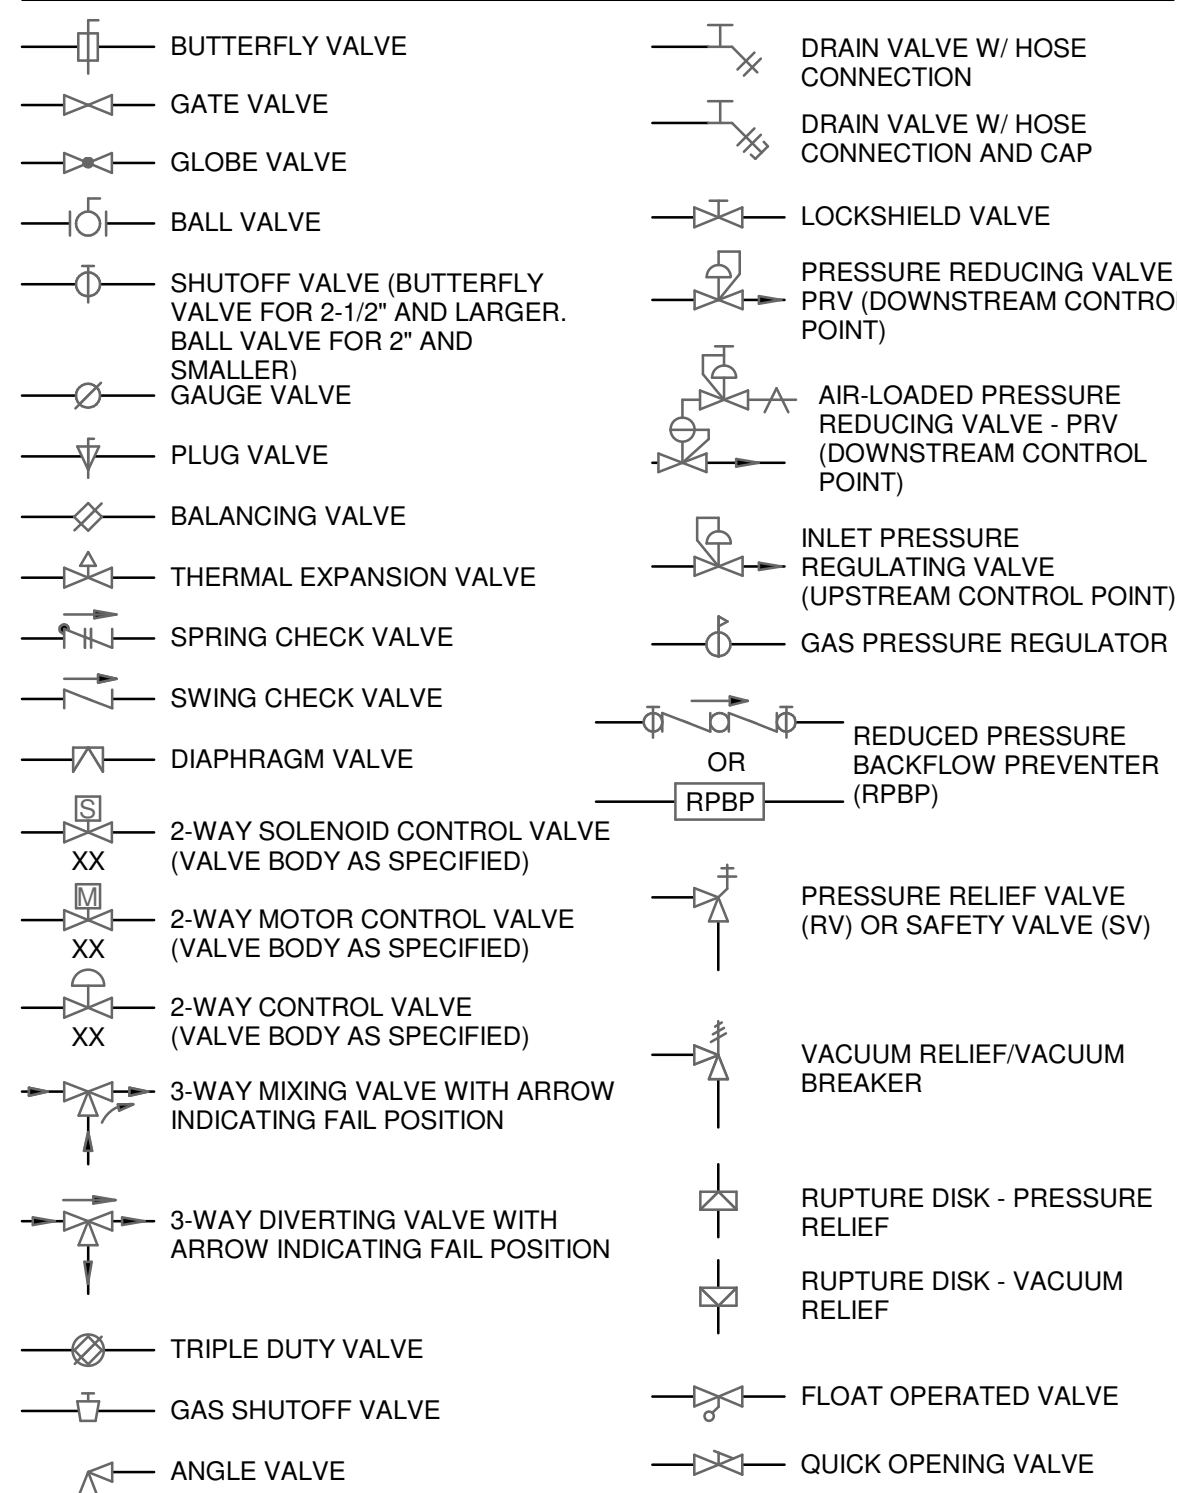 BUTTERFLY VALVE
GATE VALVE
GLOBE VALVE
BALL VALVE
SHUTOFF VALVE (BUTTERFLY
VALVE FOR 2-1/2" AND LARGER.
BALL VALVE FOR 2" AND
SMALLER)
GAUGE VALVE
PLUG VALVE
BALANCING VALVE
THERMAL EXPANSION VALVE
SPRING CHECK VALVE
SWING CHECK VALVE
DIAPHRAGM VALVE
S
XX
2-WAY SOLENOID CONTROL VALVE
(VALVE BODY AS SPECIFIED)
M
XX
2-WAY MOTOR CONTROL VALVE
(VALVE BODY AS SPECIFIED)
XX
2-WAY CONTROL VALVE
(VALVE BODY AS SPECIFIED)
3-WAY MIXING VALVE WITH ARROW
INDICATING FAIL POSITION
3-WAY DIVERTING VALVE WITH
ARROW INDICATING FAIL POSITION
TRIPLE DUTY VALVE
GAS SHUTOFF VALVE
ANGLE VALVE
DRAIN VALVE W/ HOSE
CONNECTION
DRAIN VALVE W/ HOSE
CONNECTION AND CAP
LOCKSHIELD VALVE
PRESSURE REDUCING VALVE
PRV (DOWNSTREAM CONTROL
POINT)
AIR-LOADED PRESSURE
REDUCING VALVE - PRV
(DOWNSTREAM CONTROL
POINT)
INLET PRESSURE
REGULATING VALVE
(UPSTREAM CONTROL POINT)
GAS PRESSURE REGULATOR
OR
RPBP
REDUCED PRESSURE
BACKFLOW PREVENTER
(RPBP)
PRESSURE RELIEF VALVE
(RV) OR SAFETY VALVE (SV)
VACUUM RELIEF/VACUUM
BREAKER
RUPTURE DISK - PRESSURE
RELIEF
RUPTURE DISK - VACUUM
RELIEF
FLOAT OPERATED VALVE
QUICK OPENING VALVE